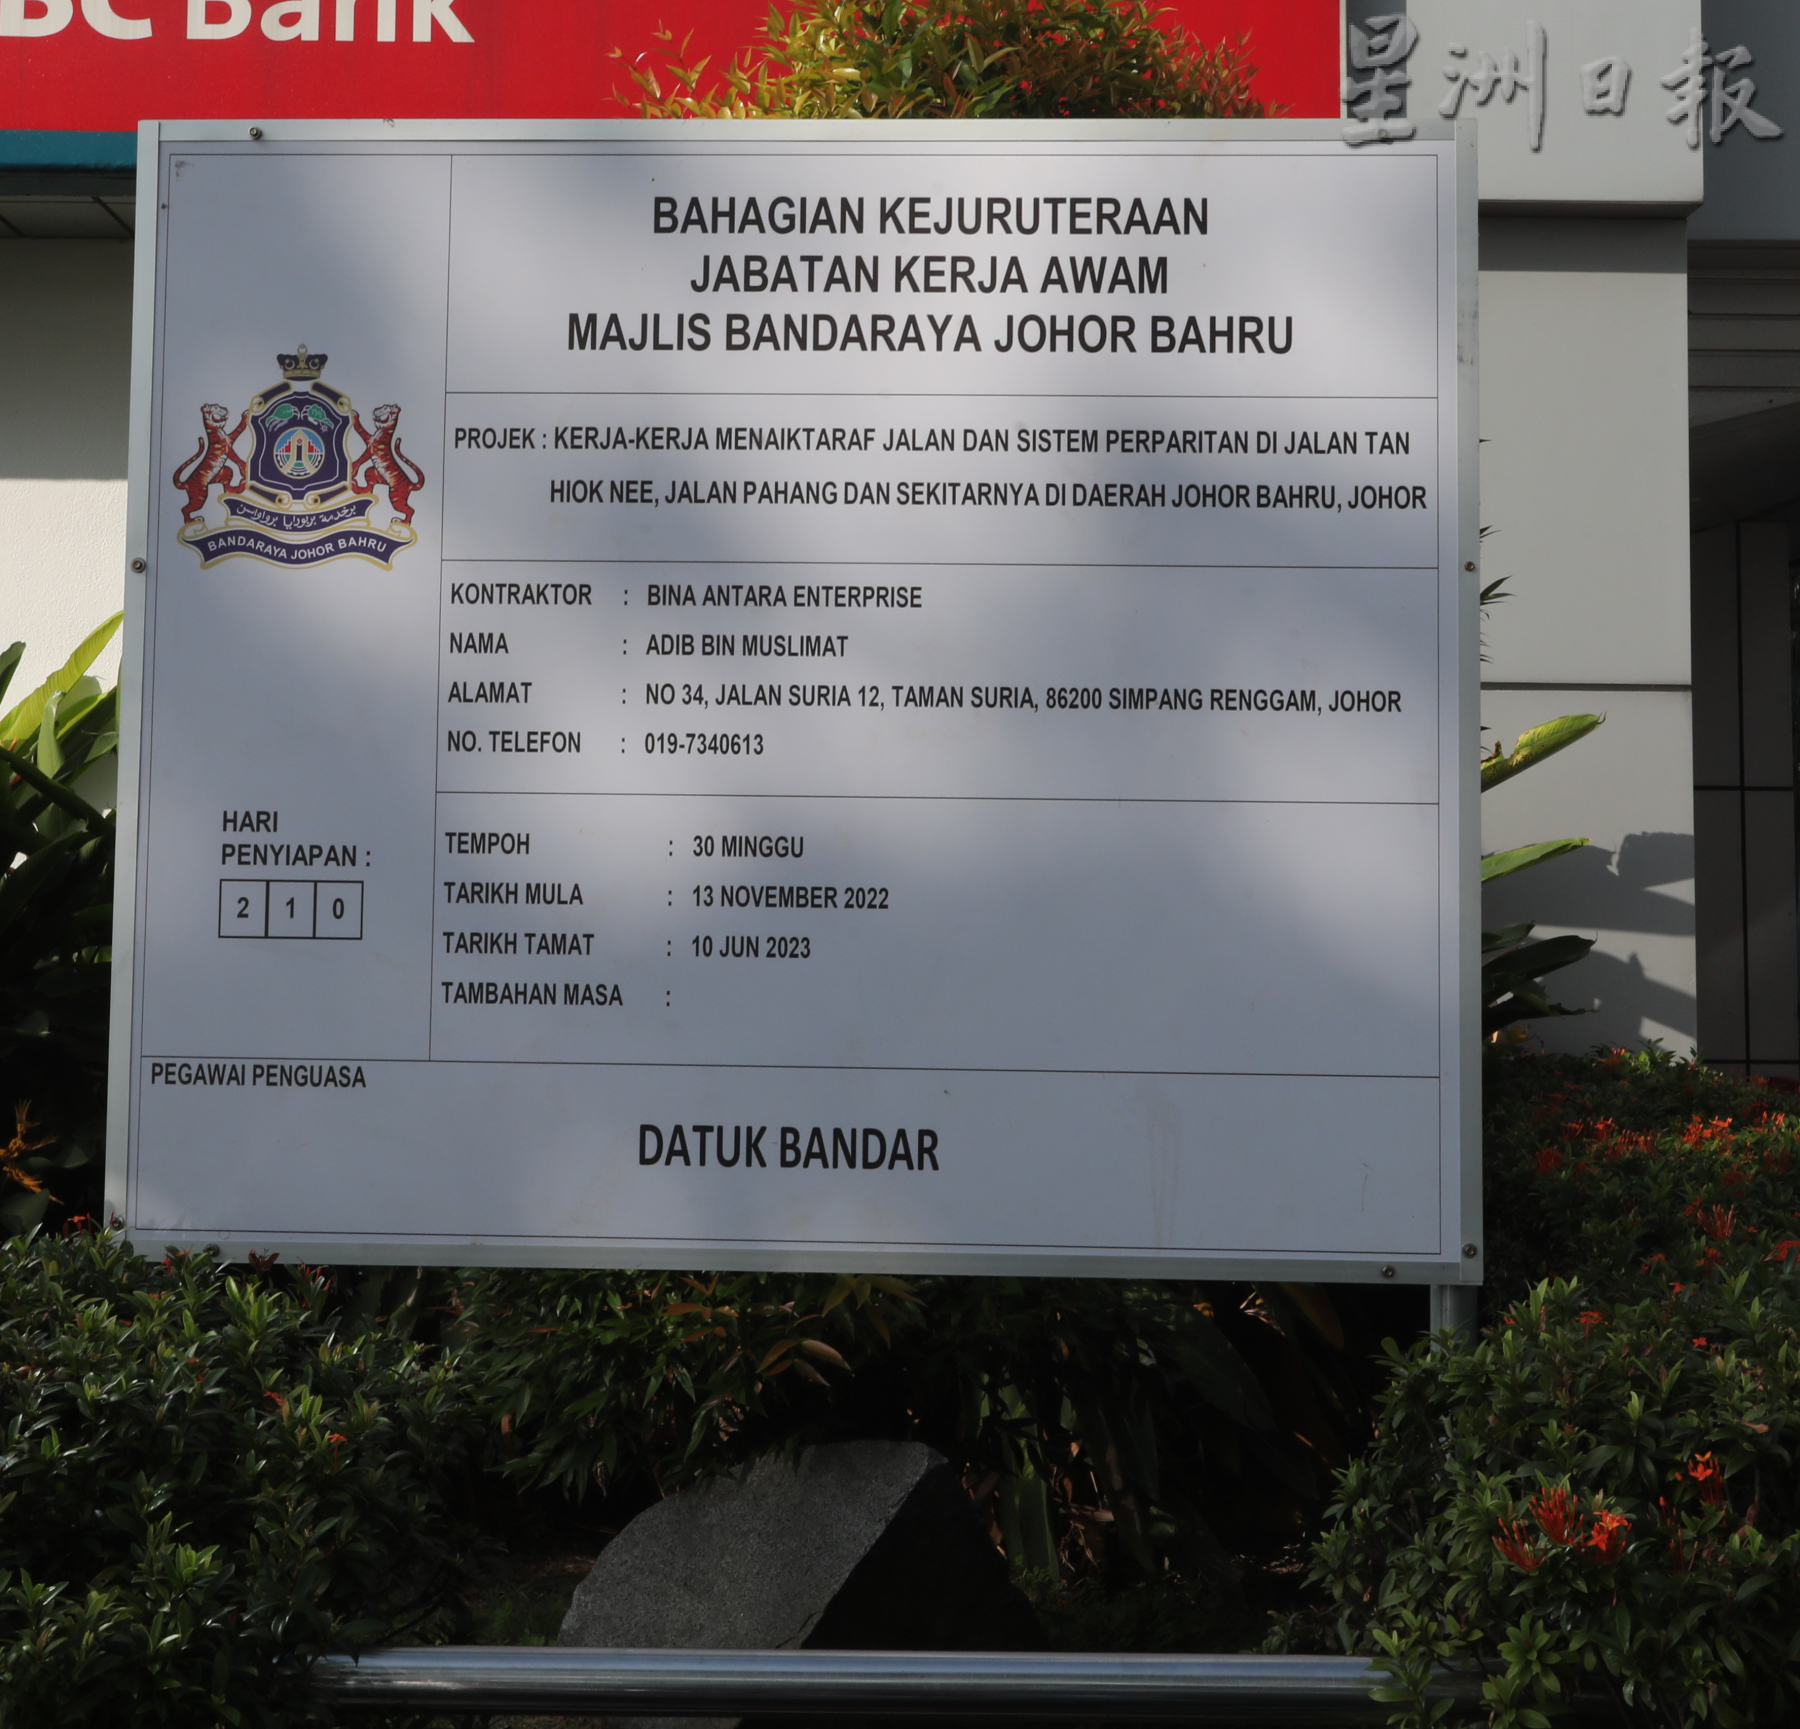 BC Bank
星洲日報
BAHAGIAN KEJURUTERAAN
JABATAN KERJA AWAM
MAJLIS BANDARAYA JOHOR BAHRU
BANDARAYA JOHOR BAHRU
PROJEK : KERJA-KERJA MENAIKTARAF JALAN DAN SISTEM PERPARITAN DI JALAN TAN
HIOK NEE, JALAN PAHANG DAN SEKITARNYA DI DAERAH JOHOR BAHRU, JOHOR
KONTRAKTOR : BINA ANTARA ENTERPRISE
NAMA : ADIB BIN MUSLIMAT
ALAMAT : NO 34, JALAN SURIA 12, TAMAN SURIA, 86200 SIMPANG RENGGAM, JOHOR
NO. TELEFON : 019-7340613
HARI
PENYIAPAN :
2 1 0
TEMPOH : 30 MINGGU
TARIKH MULA : 13 NOVEMBER 2022
TARIKH TAMAT : 10 JUN 2023
TAMBAHAN MASA :
PEGAWAI PENGUASA
DATUK BANDAR